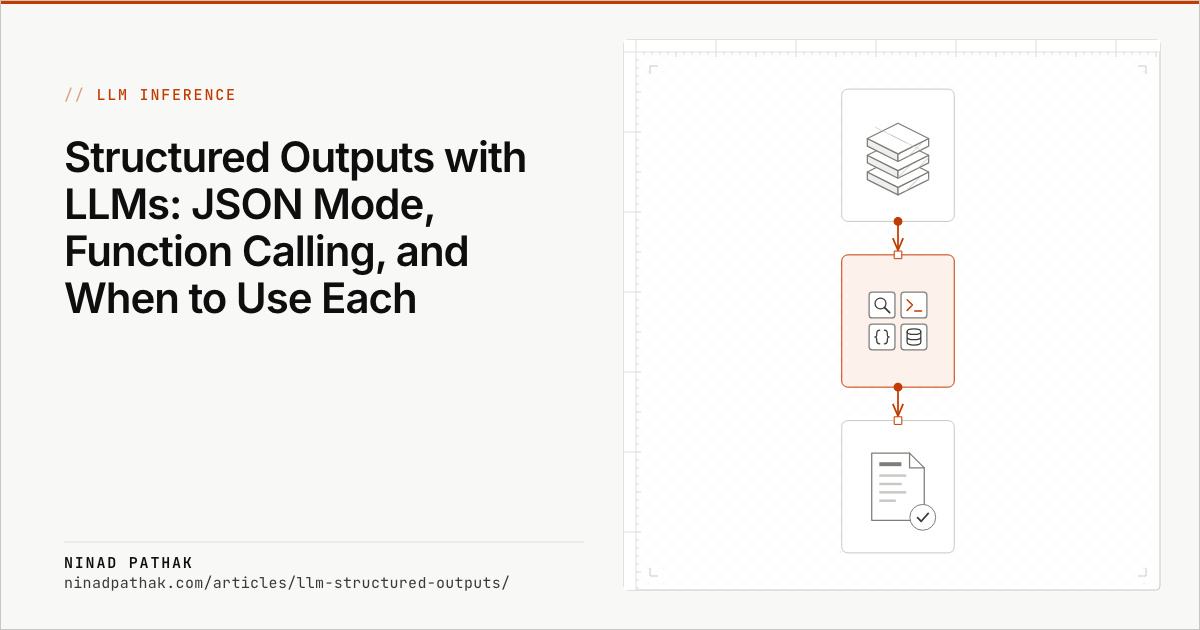 // LLM INFERENCE
Structured Outputs with
LLMs: JSON Mode,
Function Calling, and
When to Use Each
NINAD PATHAK
ninadpathak.com/articles/llm-structured-outputs/